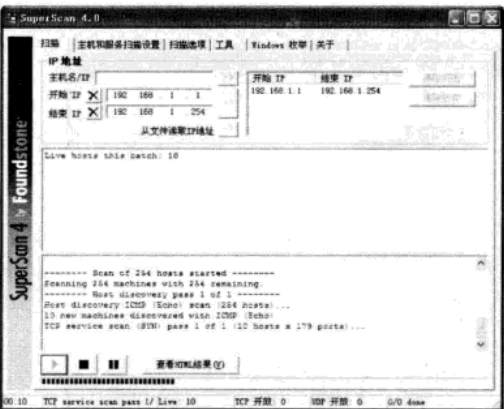 SuperScan 4.0
扫描 主机和服务扫描设置 扫描选项 工具 Windows 枚举 关于
IP 地址
主机名/IP
开始 IP X 192 . 168 . 1 . 1
结束 IP X 192 . 168 . 1 . 254
从文件读取IP地址
开始 IP 结束 IP
192.168.1.1 192.168.1.254
Live hosts this batch: 10
-------- Scan of 254 hosts started --------
Scanning 254 machines with 254 remaining.
-------- Host discovery pass 1 of 1 --------
Host discovery ICMP (Echo) scan (254 hosts)...
10 new machines discovered with ICMP (Echo)
TCP service scan (SYN) pass 1 of 1 (10 hosts x 179 ports)...
查看HTML结果(V)
00:10 TCP service scan pass 1/ Live: 10 TCP 开放: 0 UDP 开放: 0 0/0 done
SuperScan 4 by Foundstone